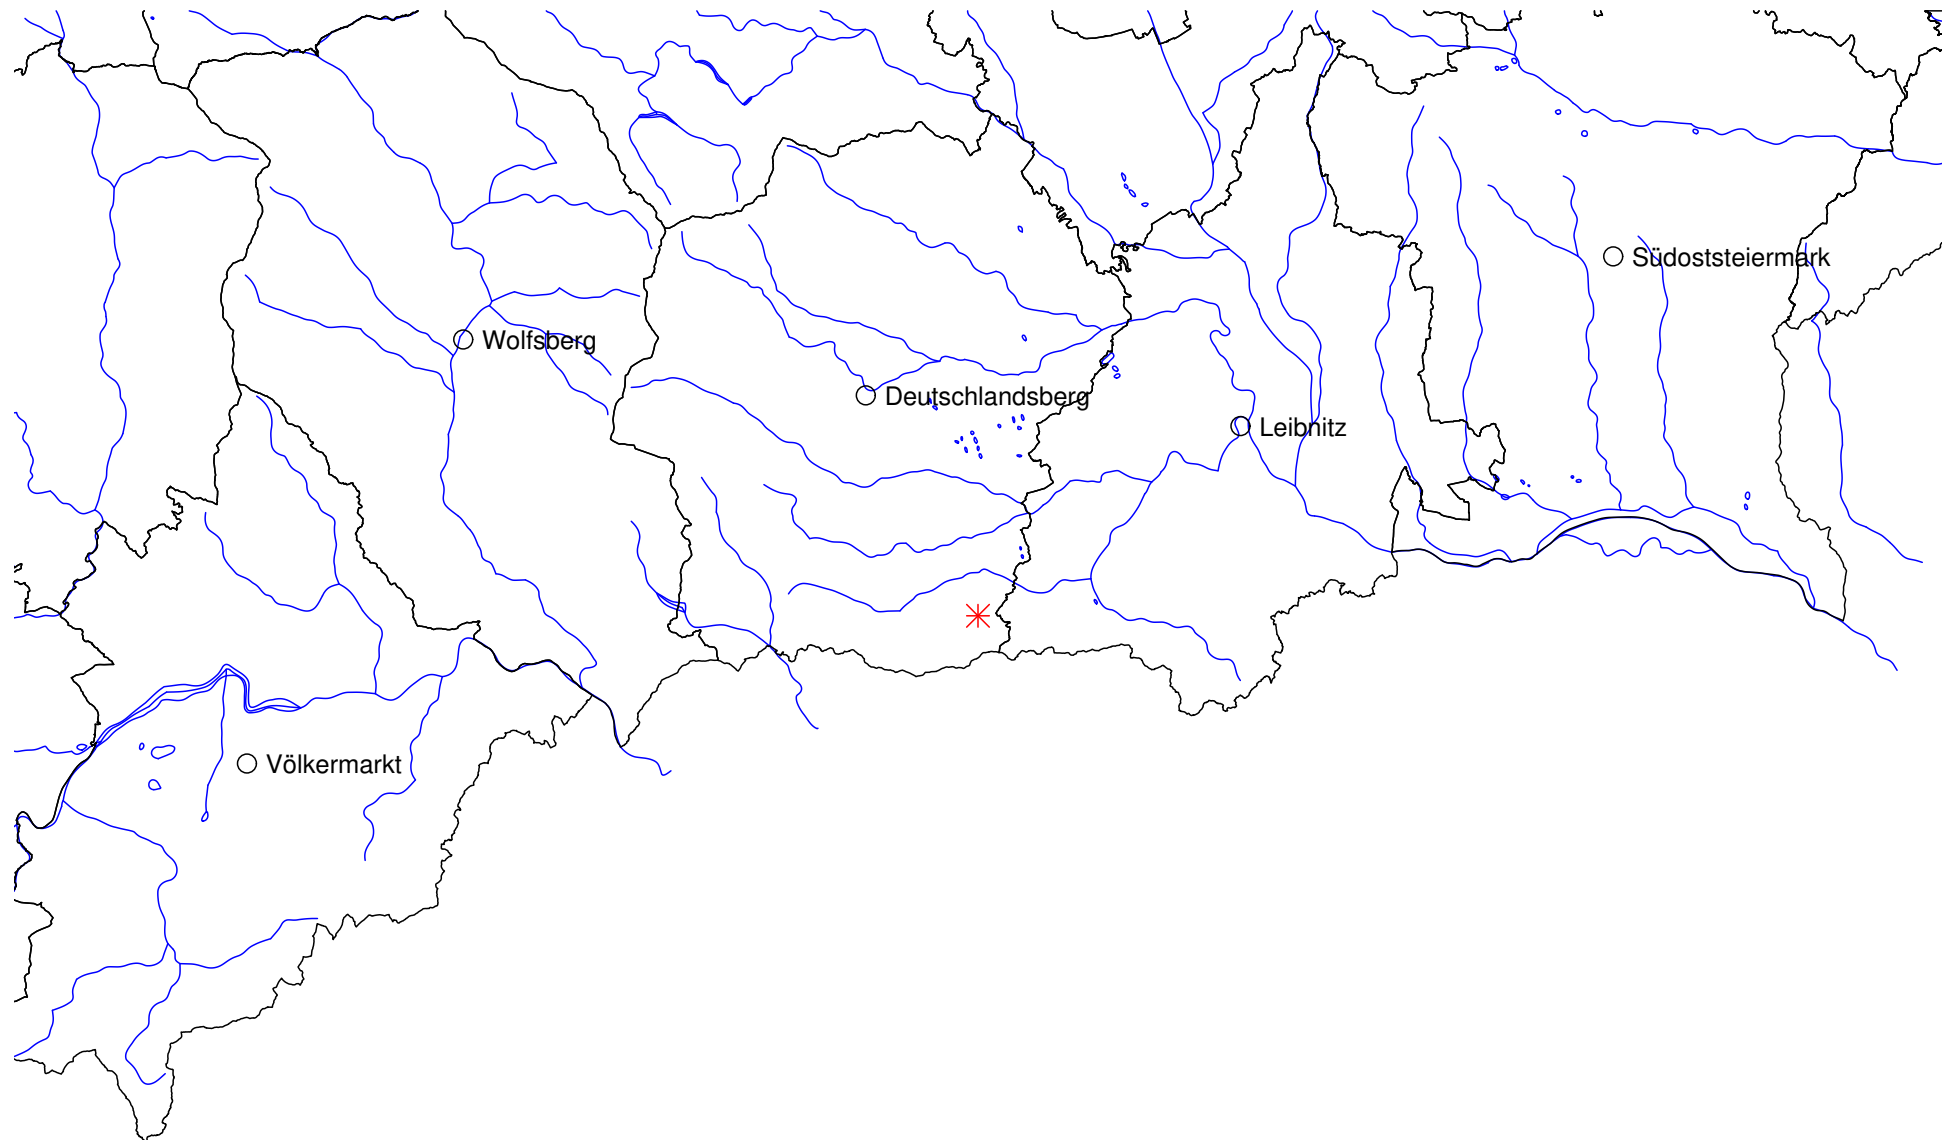 Südoststeiermark
Wolfsberg
Deutschlandsberg
Leibnitz
Völkermarkt